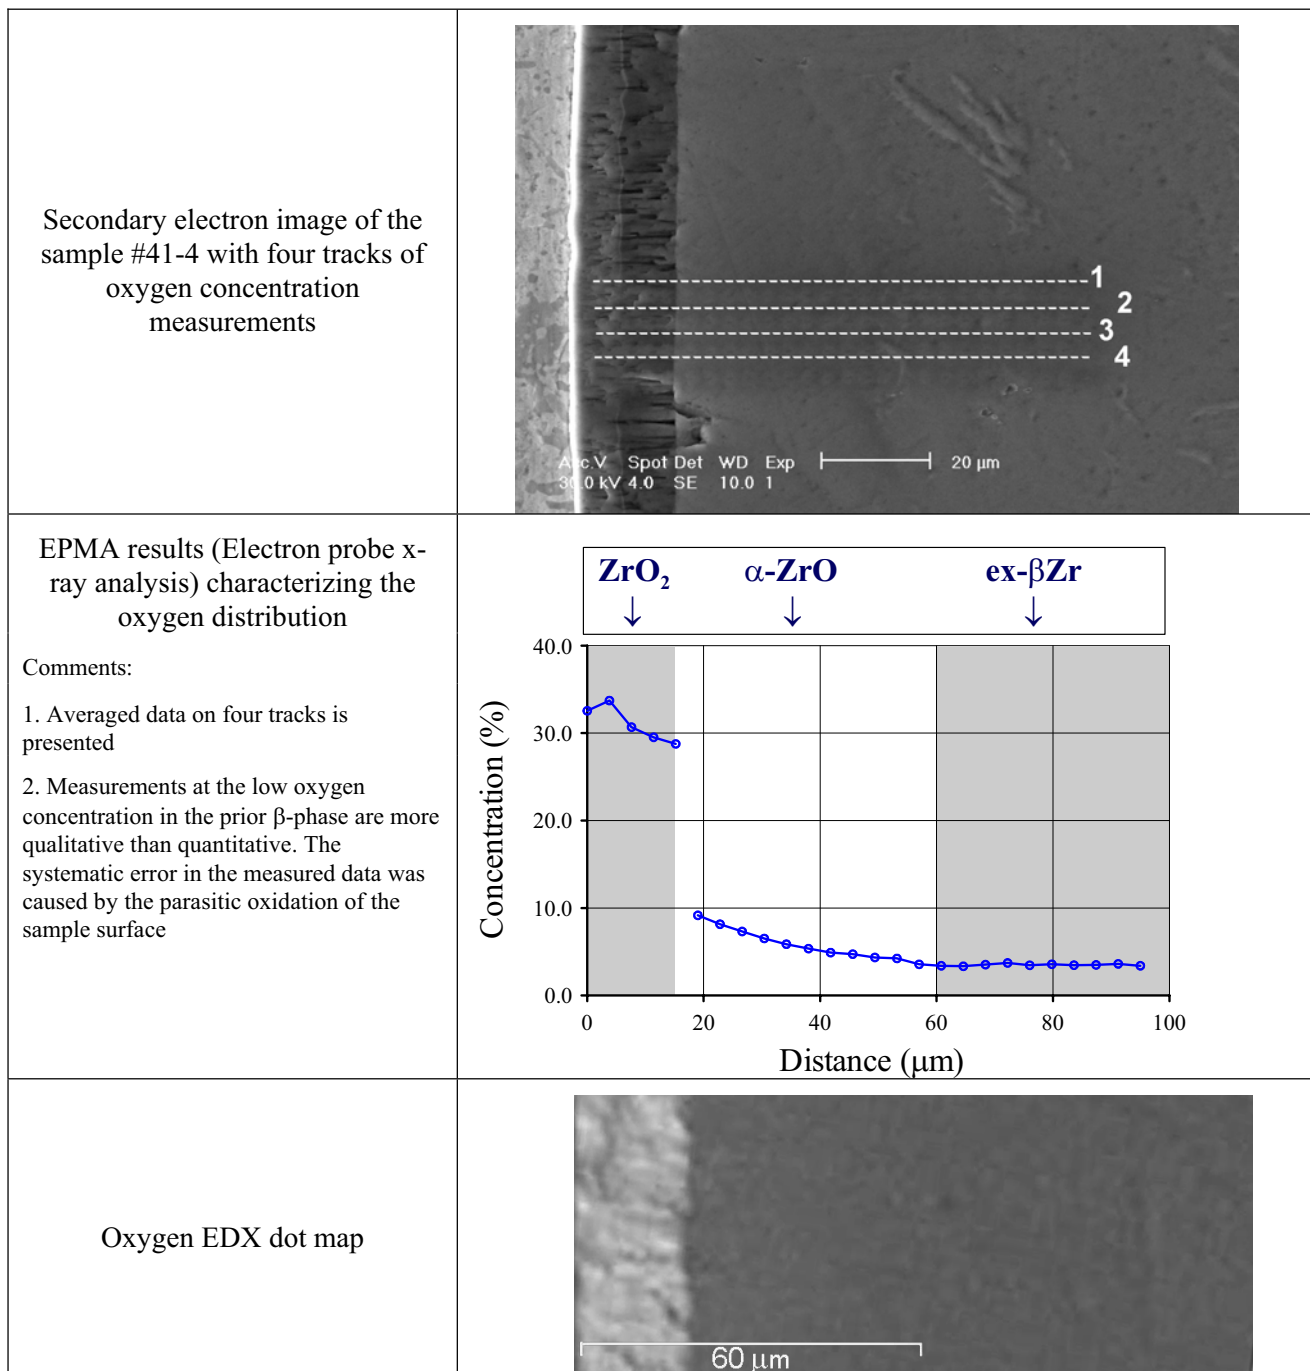 Secondary electron image of the
sample #41-4 with four tracks of
oxygen concentration
measurements
1
2
3
4
Acc.V Spot Det WD Exp
30.0 kV 4.0 SE 10.0 1
20 µm
EPMA results (Electron probe x-
ray analysis) characterizing the
oxygen distribution
Comments:
1. Averaged data on four tracks is
presented
2. Measurements at the low oxygen
concentration in the prior β-phase are more
qualitative than quantitative. The
systematic error in the measured data was
caused by the parasitic oxidation of the
sample surface
ZrO₂ α-ZrO ex-βZr
↓ ↓ ↓
Concentration (%)
40.0
30.0
20.0
10.0
0.0
0 20 40 60 80 100
Distance (µm)
Oxygen EDX dot map
60 µm